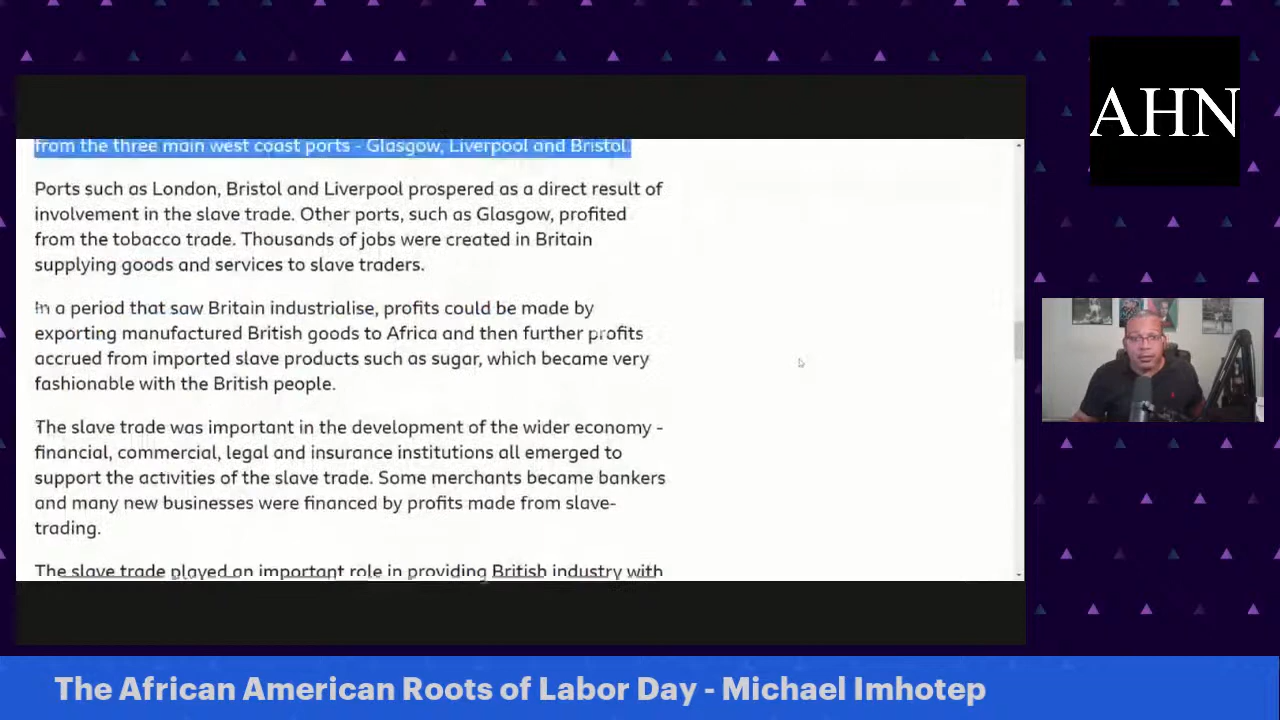 from the three main west coast ports - Glasgow, Liverpool and Bristol.
Ports such as London, Bristol and Liverpool prospered as a direct result of
involvement in the slave trade. Other ports, such as Glasgow, profited
from the tobacco trade. Thousands of jobs were created in Britain
supplying goods and services to slave traders.
In a period that saw Britain industrialise, profits could be made by
exporting manufactured British goods to Africa and then further profits
accrued from imported slave products such as sugar, which became very
fashionable with the British people.
The slave trade was important in the development of the wider economy -
financial, commercial, legal and insurance institutions all emerged to
support the activities of the slave trade. Some merchants became bankers
and many new businesses were financed by profits made from slave-
trading.
The slave trade played an important role in providing British industry with
AHN
The African American Roots of Labor Day - Michael Imhotep